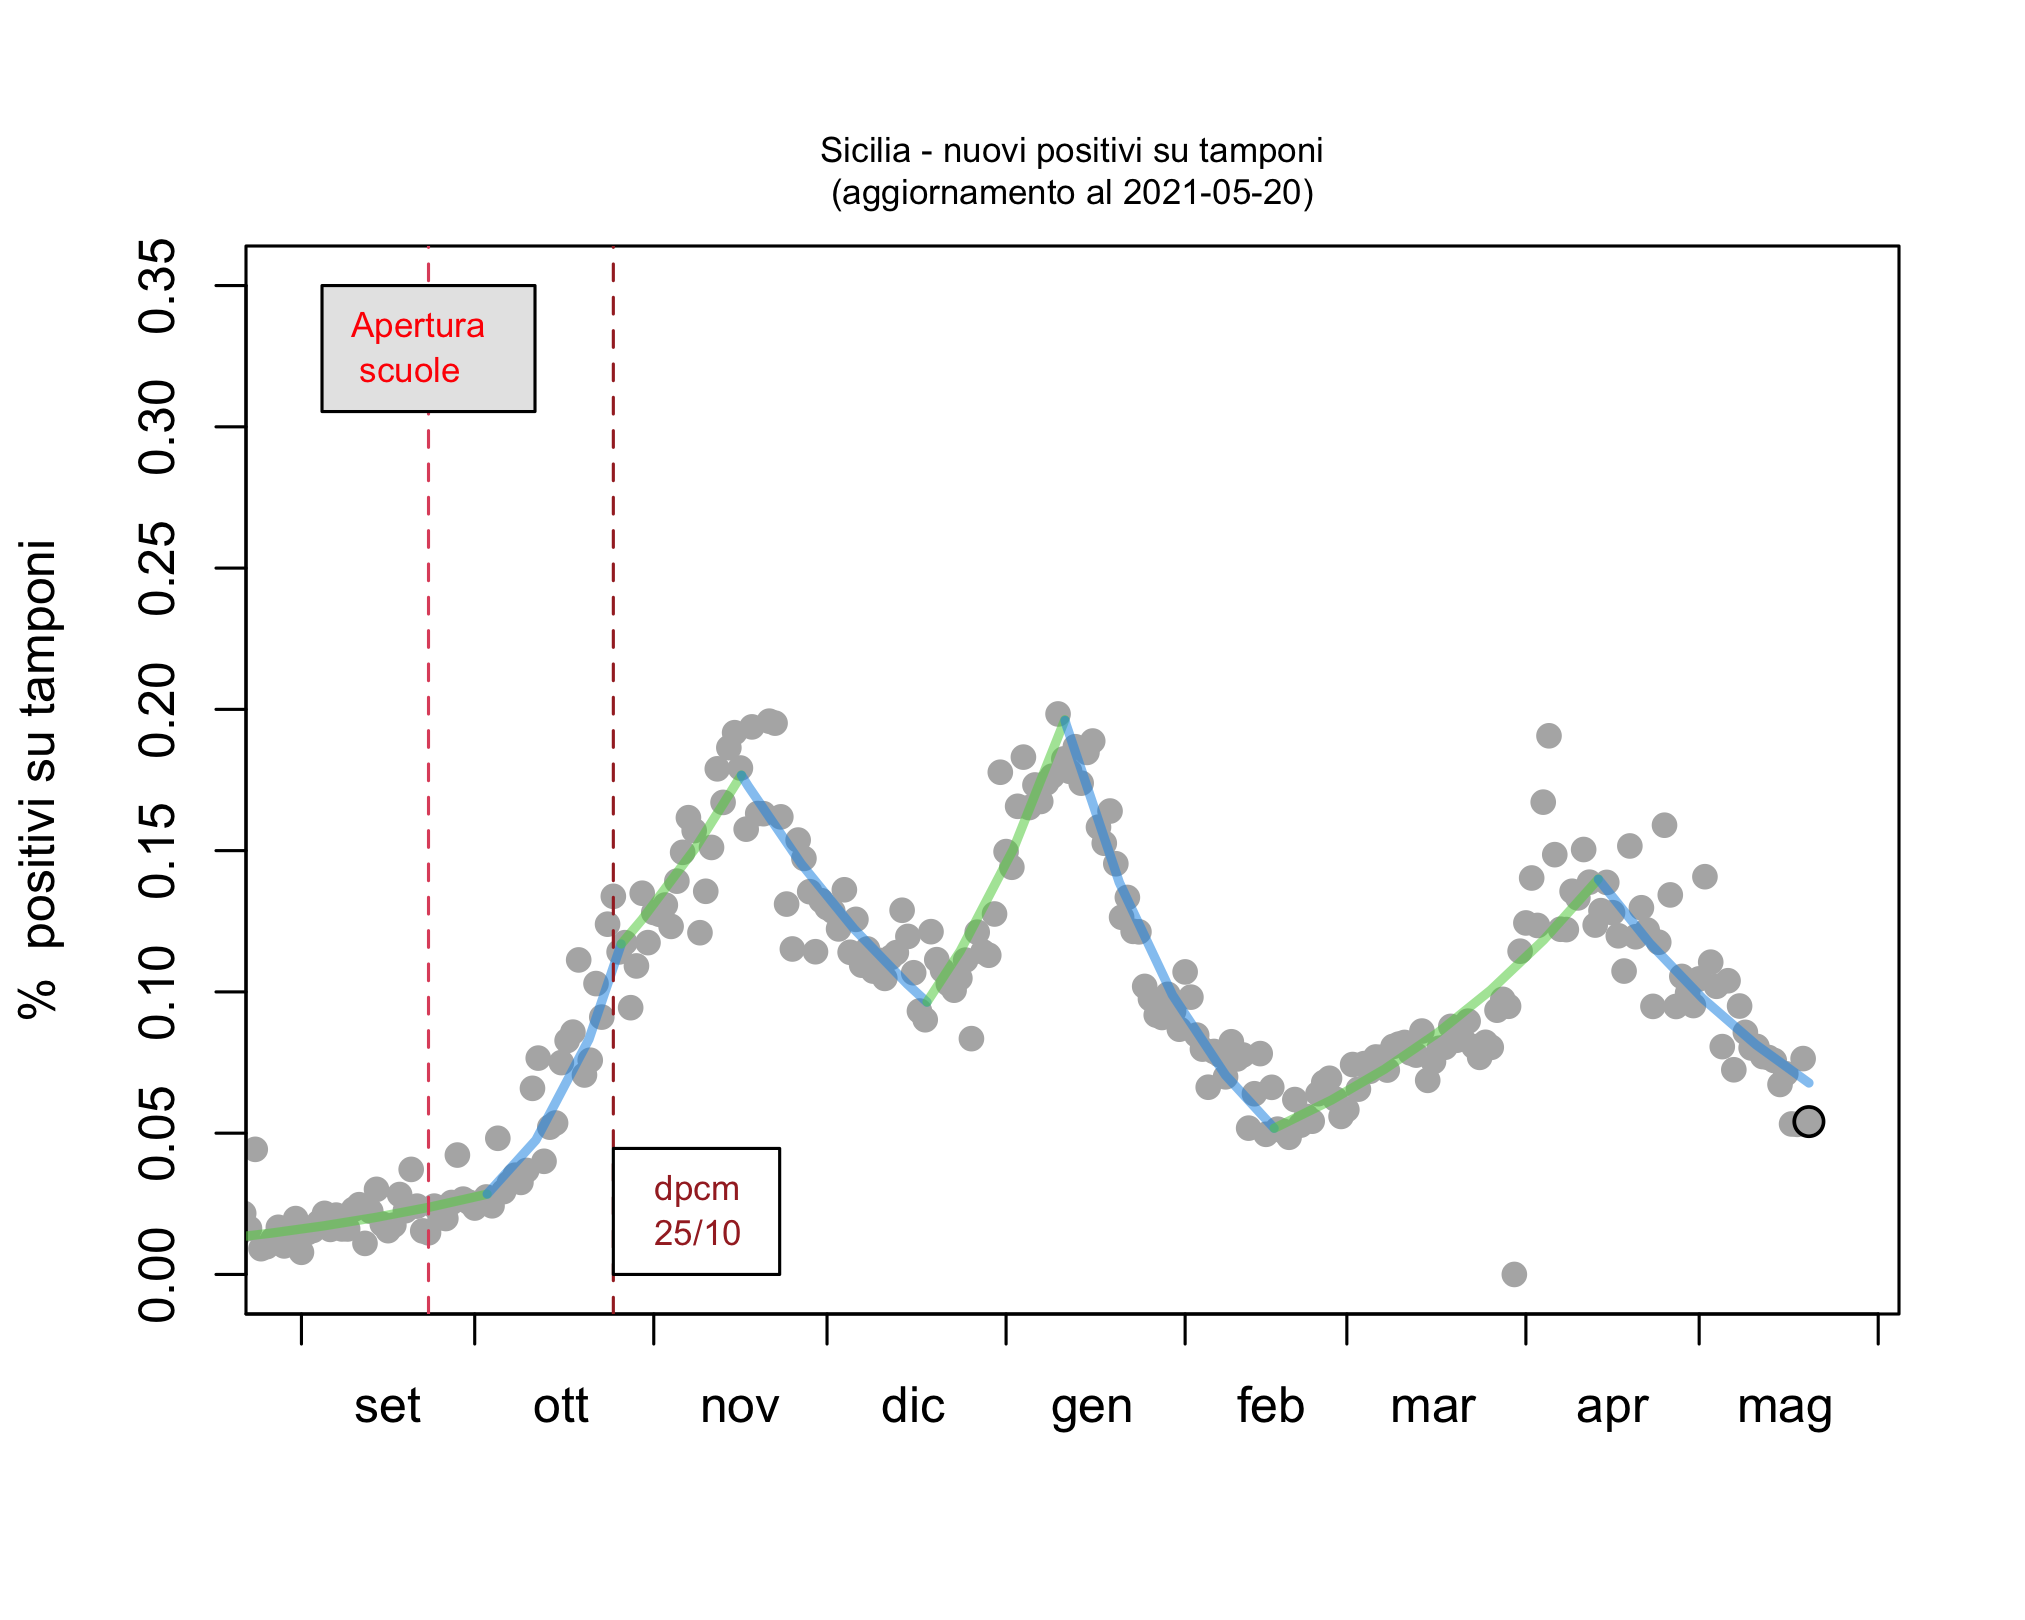 Sicilia - nuovi positivi su tamponi
(aggiornamento al 2021-05-20)
% positivi su tamponi
0.35
0.30
0.25
0.20
0.15
0.10
0.05
0.00
Apertura
scuole
dpcm
25/10
set ott nov dic gen feb mar apr mag